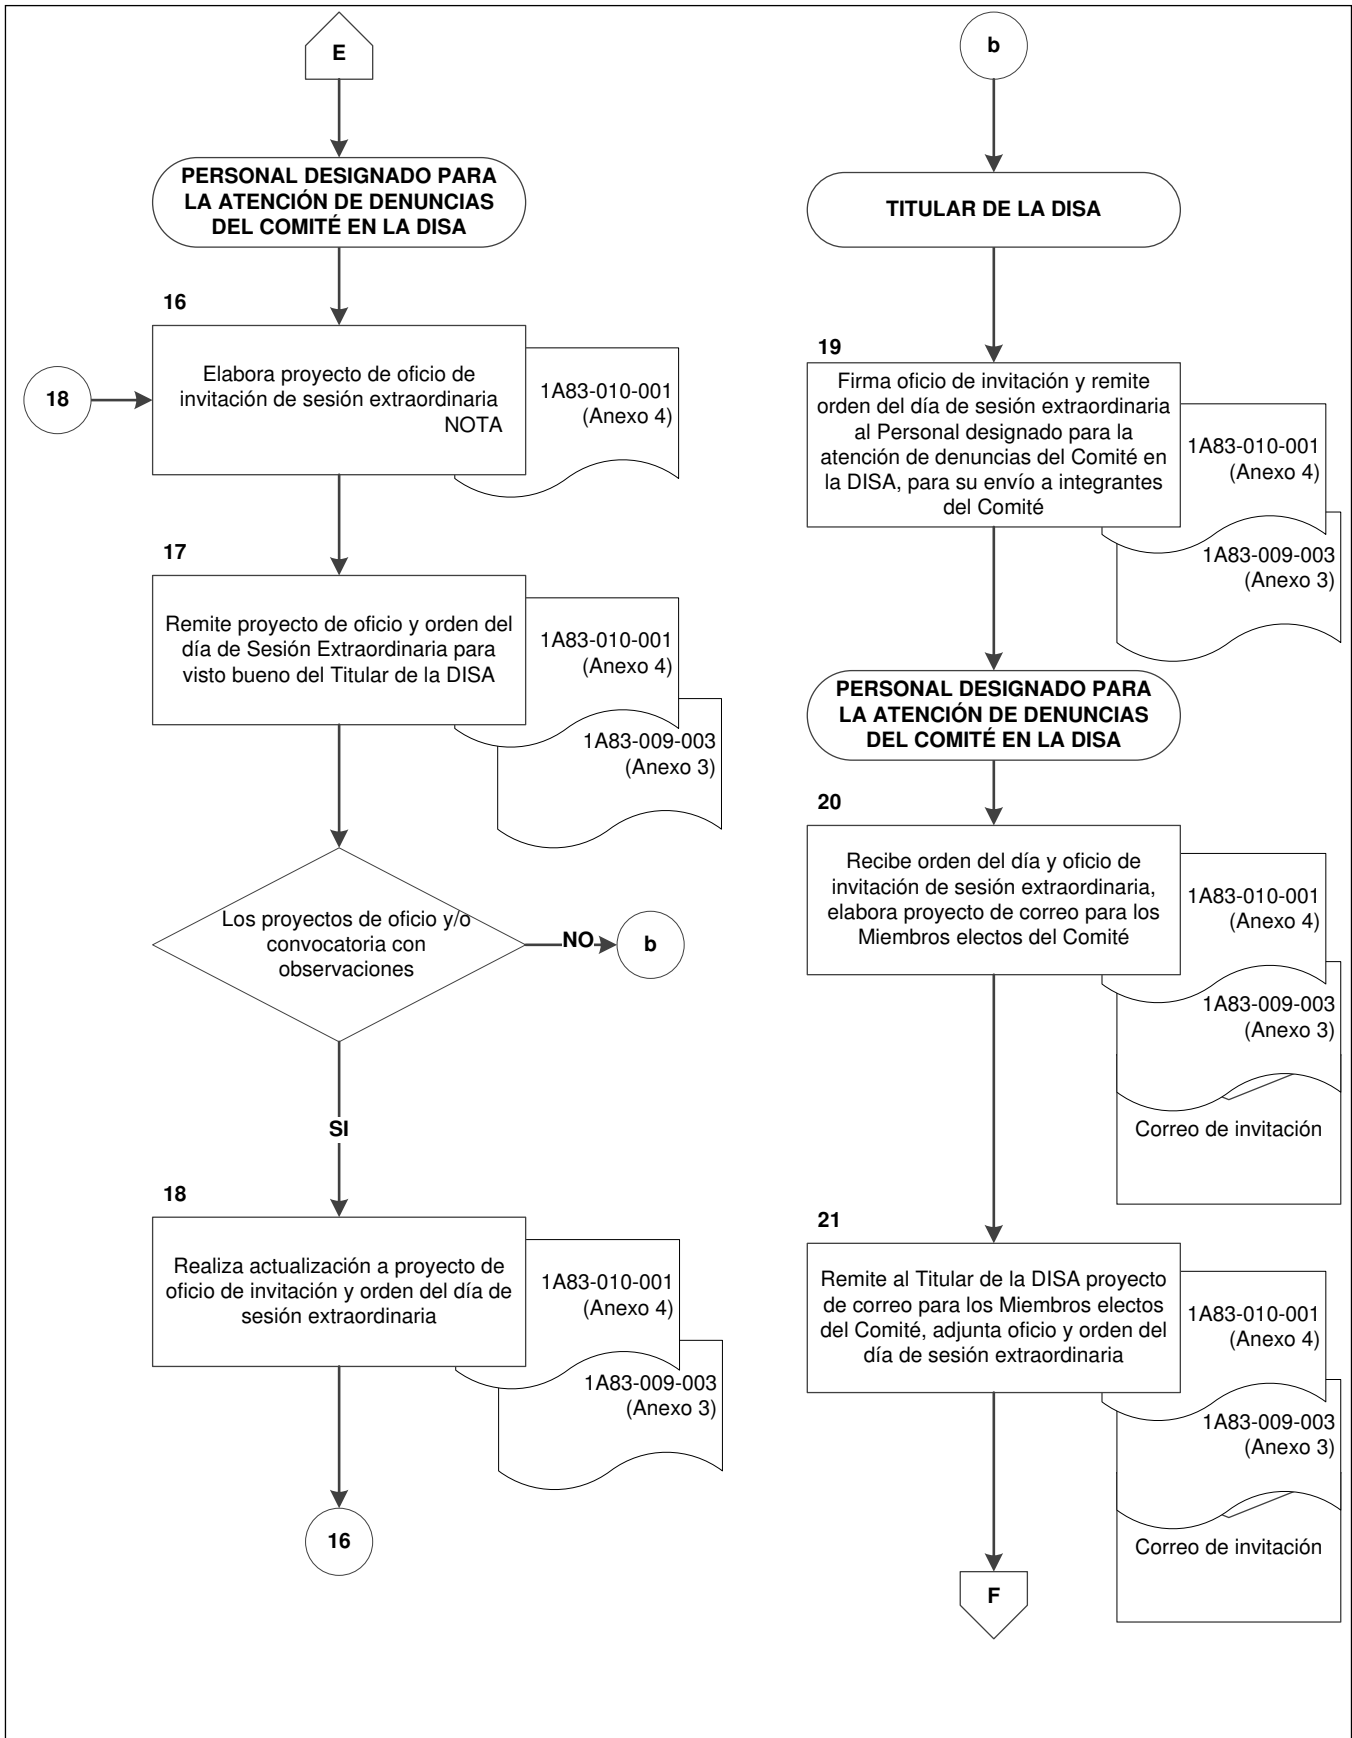 E
PERSONAL DESIGNADO PARA
LA ATENCIÓN DE DENUNCIAS
DEL COMITÉ EN LA DISA
16
18
Elabora proyecto de oficio de
invitación de sesión extraordinaria
NOTA
1A83-010-001
(Anexo 4)
17
Remite proyecto de oficio y orden del
día de Sesión Extraordinaria para
visto bueno del Titular de la DISA
1A83-010-001
(Anexo 4)
1A83-009-003
(Anexo 3)
Los proyectos de oficio y/o
convocatoria con
observaciones
NO
b
SI
18
Realiza actualización a proyecto de
oficio de invitación y orden del día de
sesión extraordinaria
1A83-010-001
(Anexo 4)
1A83-009-003
(Anexo 3)
16
b
TITULAR DE LA DISA
19
Firma oficio de invitación y remite
orden del día de sesión extraordinaria
al Personal designado para la
atención de denuncias del Comité en
la DISA, para su envío a integrantes
del Comité
1A83-010-001
(Anexo 4)
1A83-009-003
(Anexo 3)
PERSONAL DESIGNADO PARA
LA ATENCIÓN DE DENUNCIAS
DEL COMITÉ EN LA DISA
20
Recibe orden del día y oficio de
invitación de sesión extraordinaria,
elabora proyecto de correo para los
Miembros electos del Comité
1A83-010-001
(Anexo 4)
1A83-009-003
(Anexo 3)
Correo de invitación
21
Remite al Titular de la DISA proyecto
de correo para los Miembros electos
del Comité, adjunta oficio y orden del
día de sesión extraordinaria
1A83-010-001
(Anexo 4)
1A83-009-003
(Anexo 3)
Correo de invitación
F